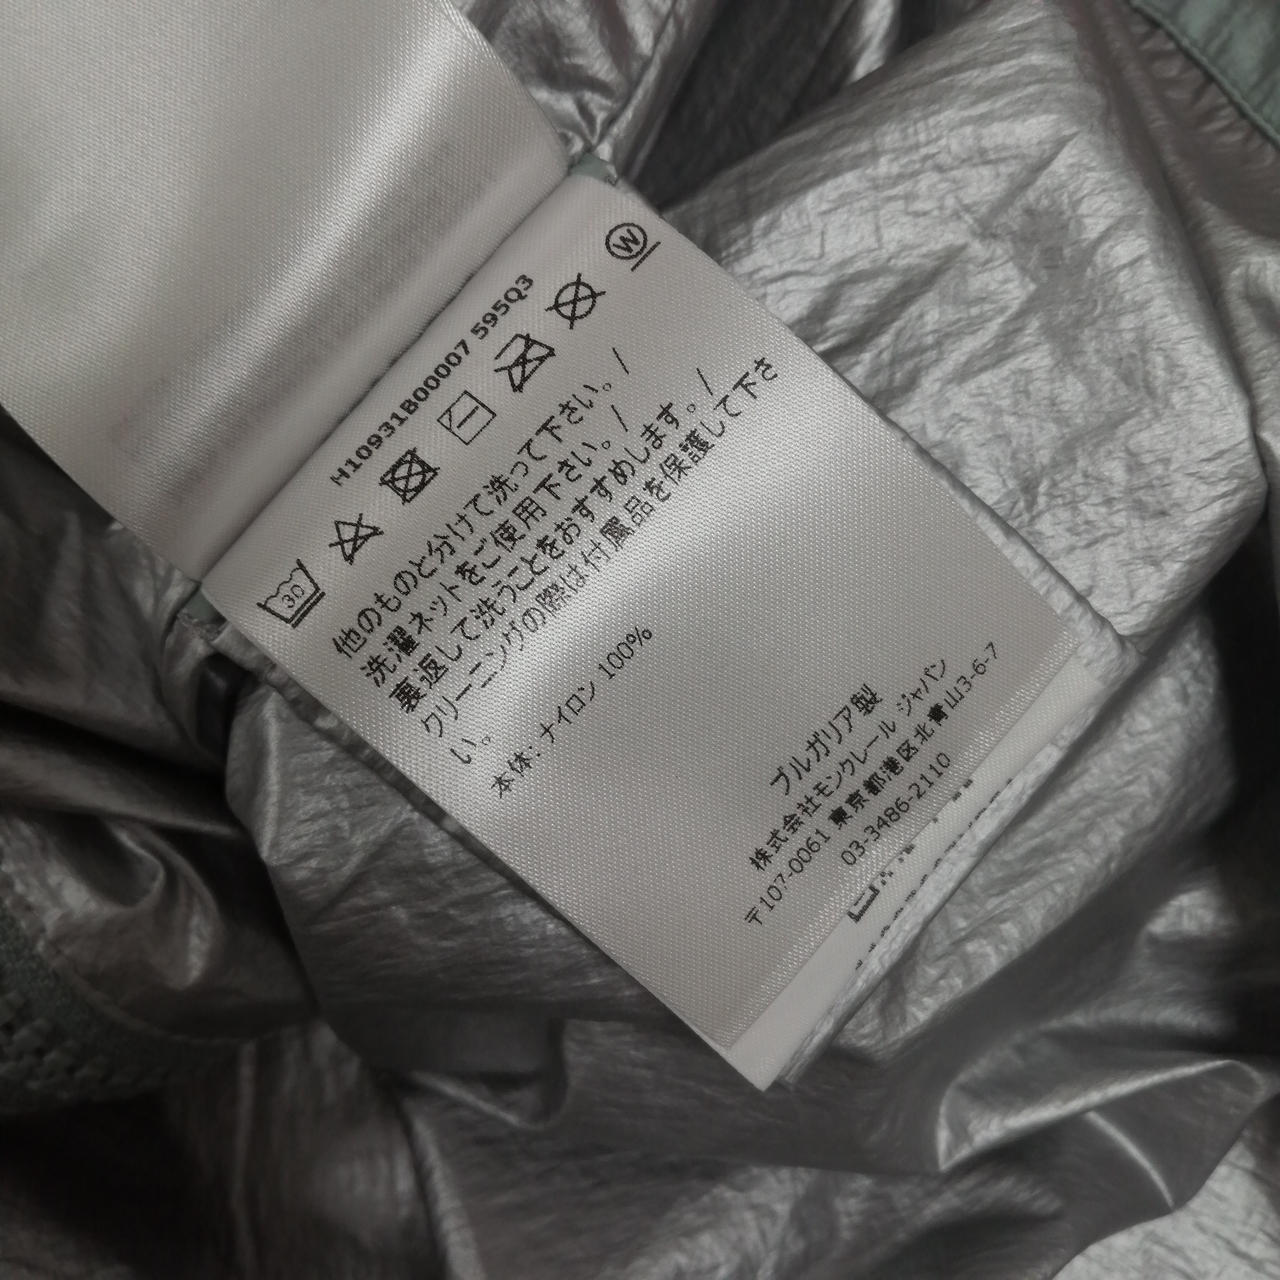 H10931B00007 595Q3
30
W
他のものと分けて洗って下さい。/
洗濯ネットをご使用下さい。/
裏返して洗うことをおすすめします。/
クリーニングの際は付属品を保護して下さ
い。
本体: ナイロン 100%
ブルガリア製
株式会社モンクレール ジャパン
〒107-0061 東京都港区北青山3-6-7
03-3486-2110